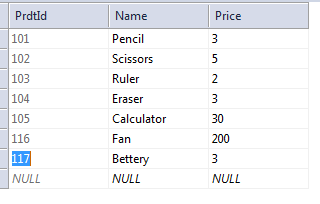 PrdtId Name Price
101 Pencil 3
102 Scissors 5
103 Ruler 2
104 Eraser 3
105 Calculator 30
116 Fan 200
117 Bettery 3
NULL NULL NULL